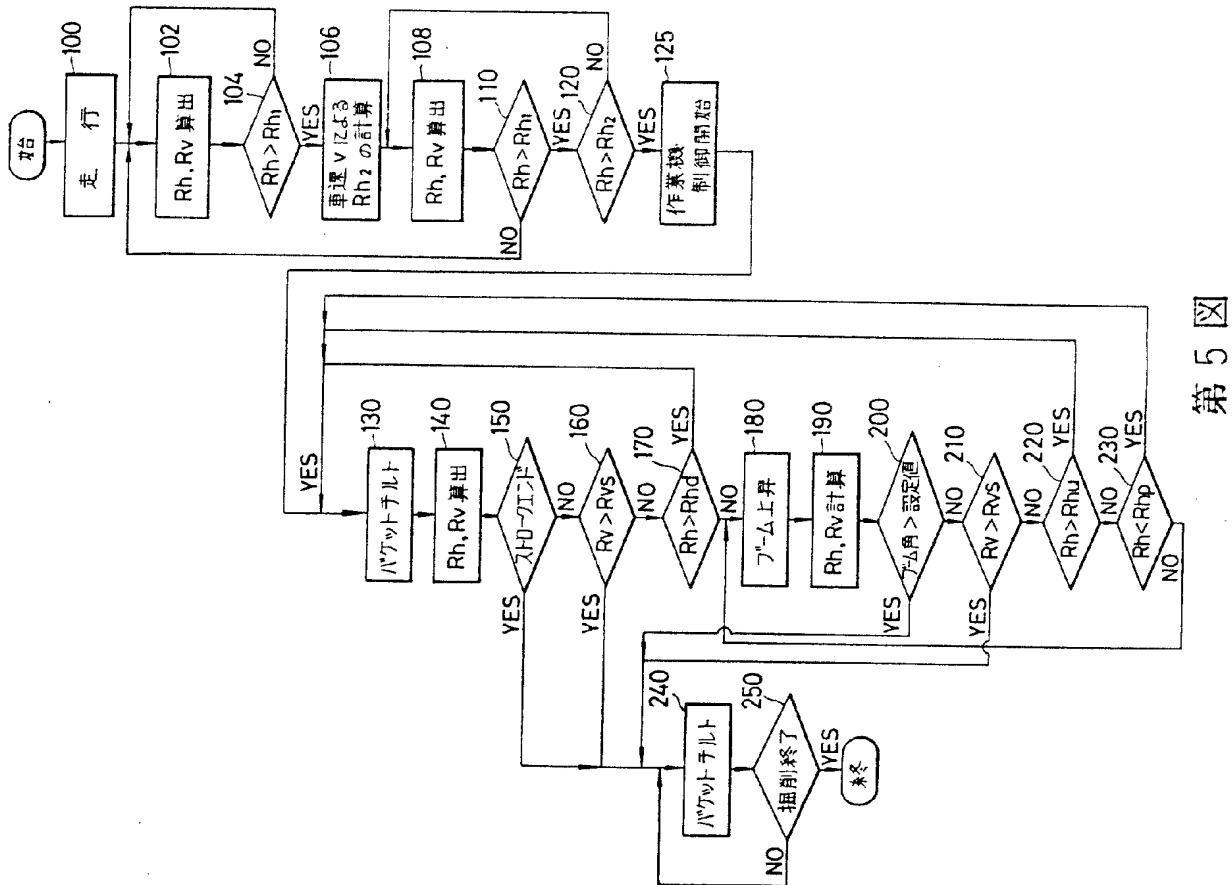 始
100
走 行
102
Rh, Rv 算出
104
Rh > Rh₁
NO
YES
106
車速 V による
Rh₂ の計算
108
Rh, Rv 算出
110
Rh > Rh₁
NO
YES
120
Rh > Rh₂
NO
YES
125
作業機
制御開始
YES
130
バケットチルト
140
Rh, Rv 算出
150
ストロークエンド
YES
NO
160
Rv > Rvs
YES
NO
170
Rh > Rhd
YES
NO
180
ブーム上昇
190
Rh, Rv 計算
200
ブーム角 > 設定値
YES
NO
210
Rv > Rvs
YES
NO
220
Rh > Rhu
YES
NO
230
Rh < Rhp
YES
NO
240
バケットチルト
250
掘削終了
NO
YES
終
第 5 図